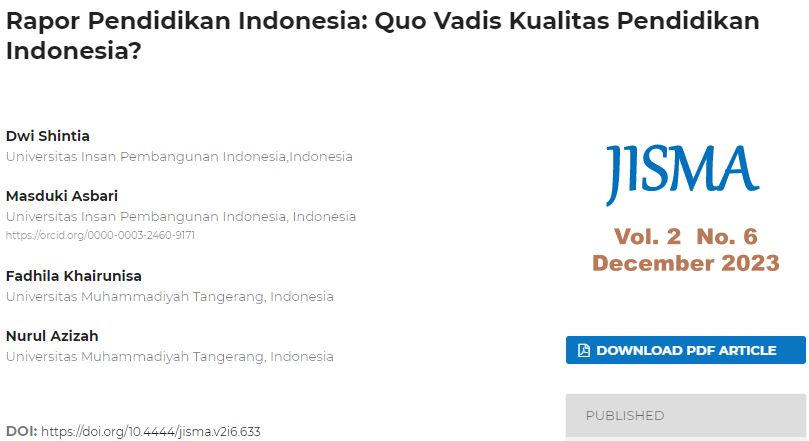 Rapor Pendidikan Indonesia: Quo Vadis Kualitas Pendidikan
Indonesia?
Dwi Shintia
Universitas Insan Pembangunan Indonesia,Indonesia
Masduki Asbari
Universitas Insan Pembangunan Indonesia, Indonesia
https://orcid.org/0000-0003-2460-9171
Fadhila Khairunisa
Universitas Muhammadiyah Tangerang, Indonesia
Nurul Azizah
Universitas Muhammadiyah Tangerang, Indonesia
DOI: https://doi.org/10.4444/jisma.v2i6.633
JISMA
Vol. 2 No. 6
December 2023
DOWNLOAD PDF ARTICLE
PUBLISHED